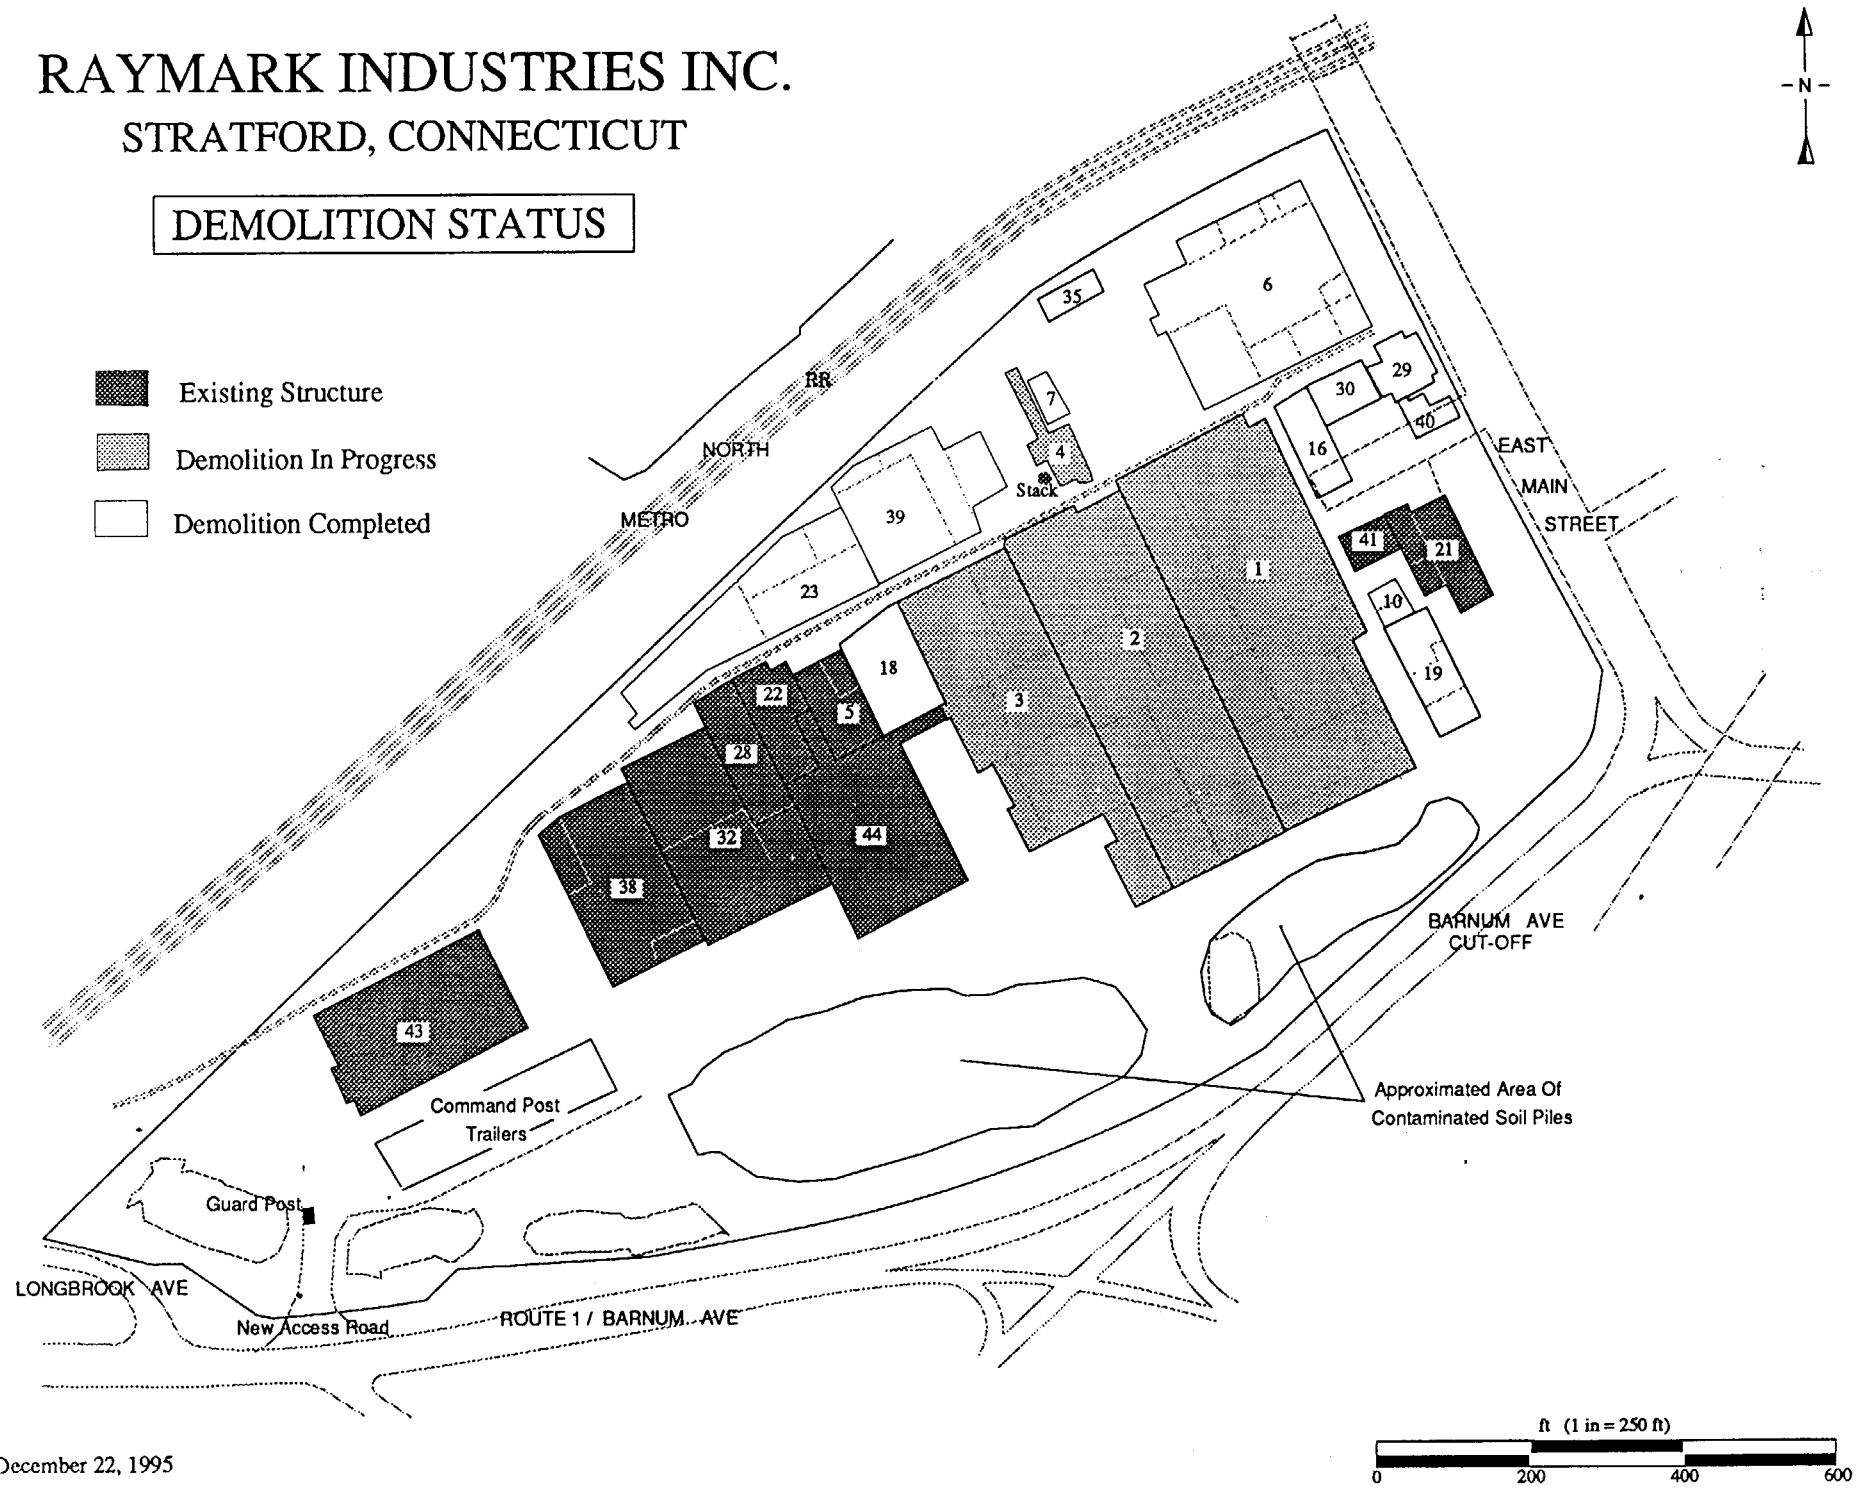 RAYMARK INDUSTRIES INC.
STRATFORD, CONNECTICUT
DEMOLITION STATUS
Existing Structure
Demolition In Progress
Demolition Completed
- N -
RR
NORTH
METRO
35
6
7
4
Stack
29
30
40
16
EAST
MAIN
STREET
39
23
41
21
10
19
1
2
3
18
22
5
28
32
44
38
43
Command Post
Trailers
Guard Post
New Access Road
LONGBROOK AVE
ROUTE 1 / BARNUM AVE
BARNUM AVE
CUT-OFF
Approximated Area Of
Contaminated Soil Piles
ft (1 in = 250 ft)
0 200 400 600
December 22, 1995